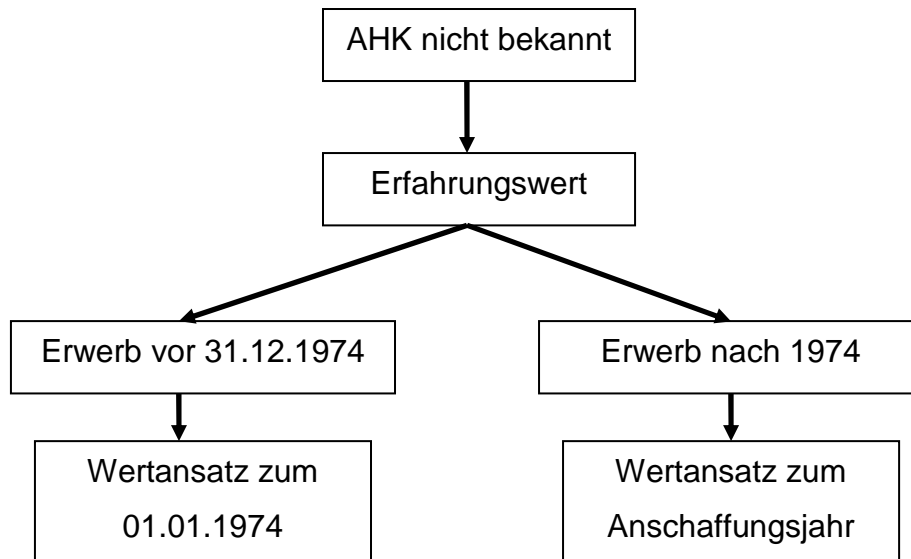 AHK nicht bekannt
Erfahrungswert
Erwerb vor 31.12.1974
Erwerb nach 1974
Wertansatz zum
01.01.1974
Wertansatz zum
Anschaffungsjahr